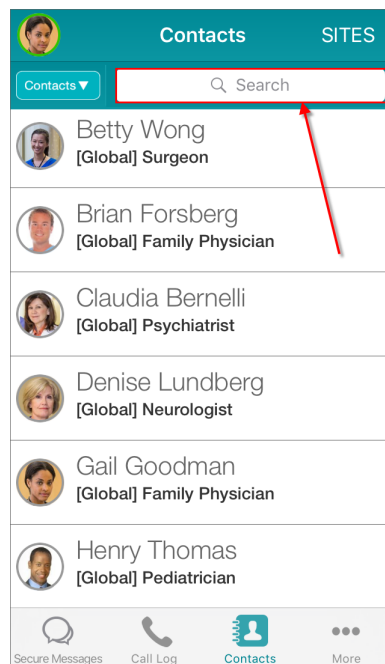 Contacts SITES
Contacts▼ Search
Betty Wong
[Global] Surgeon
Brian Forsberg
[Global] Family Physician
Claudia Bernelli
[Global] Psychiatrist
Denise Lundberg
[Global] Neurologist
Gail Goodman
[Global] Family Physician
Henry Thomas
[Global] Pediatrician
Secure Messages Call Log Contacts More